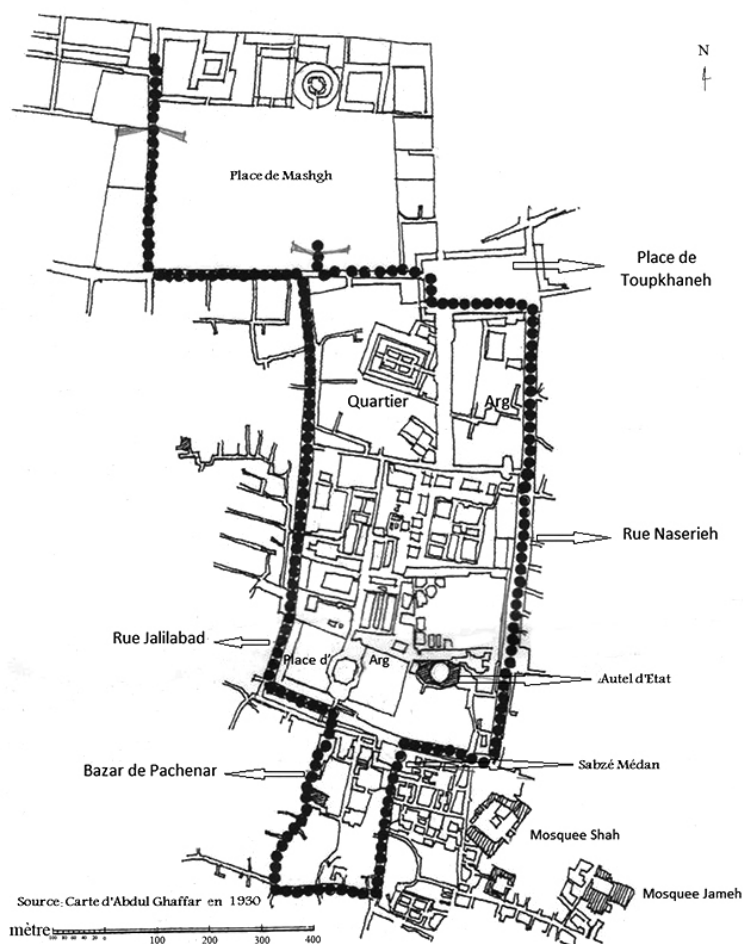 N
Place de Mashgh
Place de
Toupkhaneh
Quartier
Arg
Rue Naserieh
Rue Jalilabad
Place d'
Arg
Autel d'Etat
Bazar de Pachenar
Sabzé Médan
Mosquee Shah
Mosquee Jameh
Source: Carte d'Abdul Ghaffar en 1930
mètre
100 200 300 400